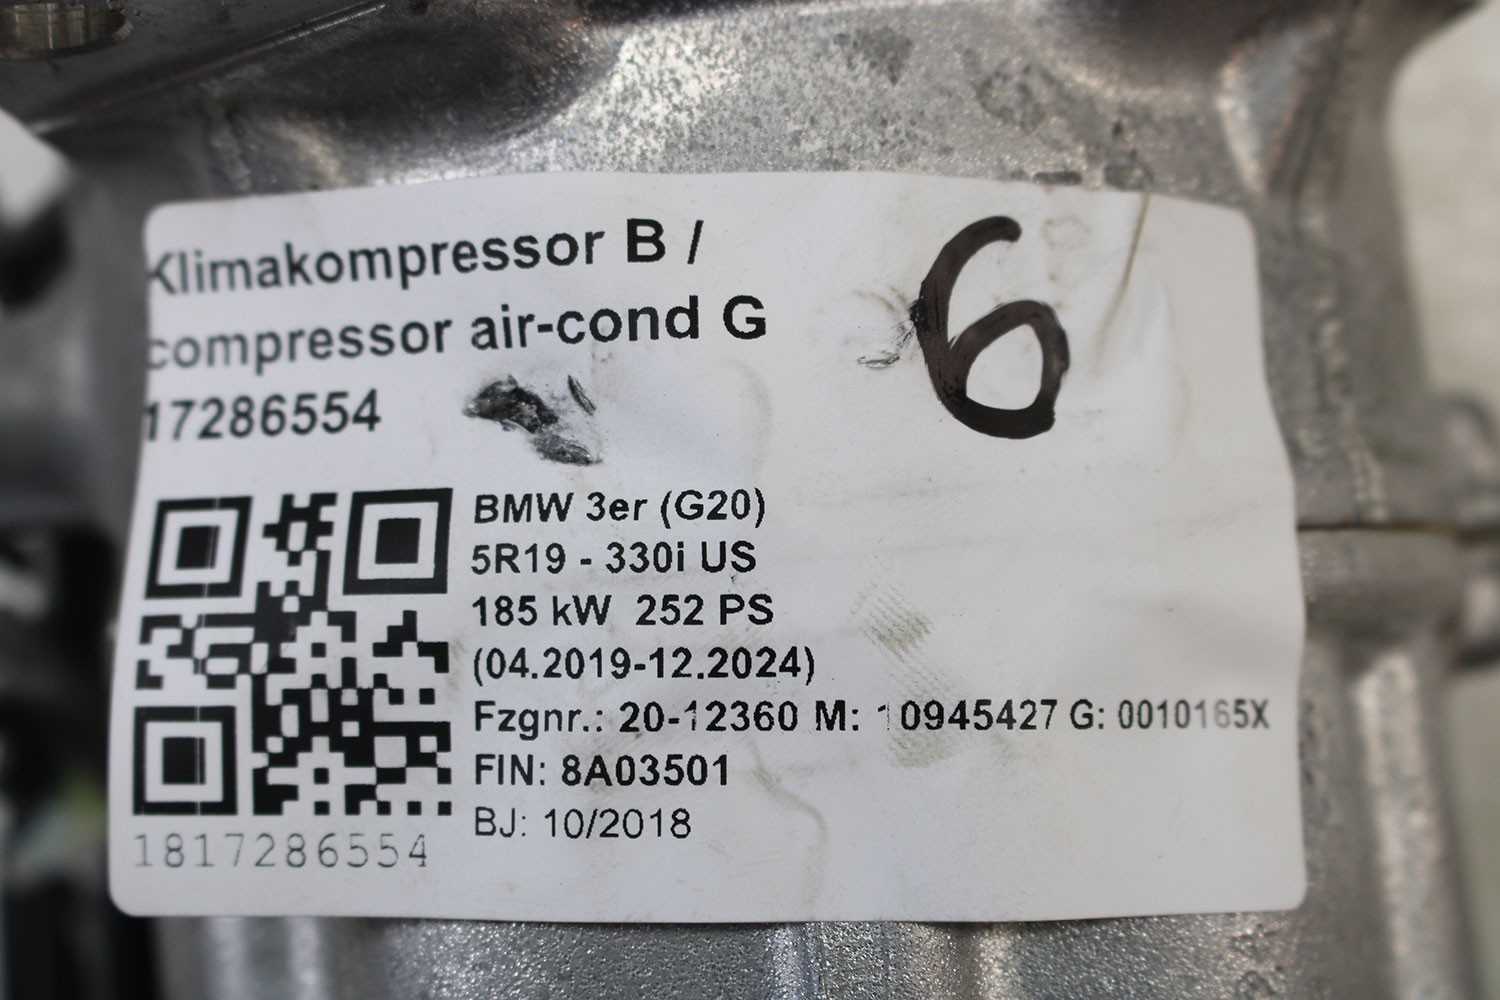 Klimakompressor B /
compressor air-cond G
17286554
6
BMW 3er (G20)
5R19 - 330i US
185 kW 252 PS
(04.2019-12.2024)
Fzgnr.: 20-12360 M: 10945427 G: 0010165X
FIN: 8A03501
BJ: 10/2018
1817286554